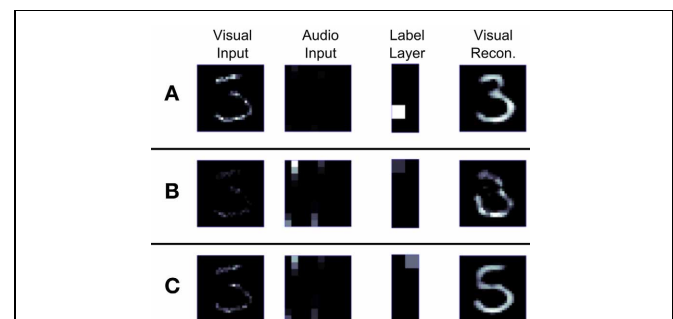 Visual Input
Audio Input
Label Layer
Visual Recon.
A
B
C